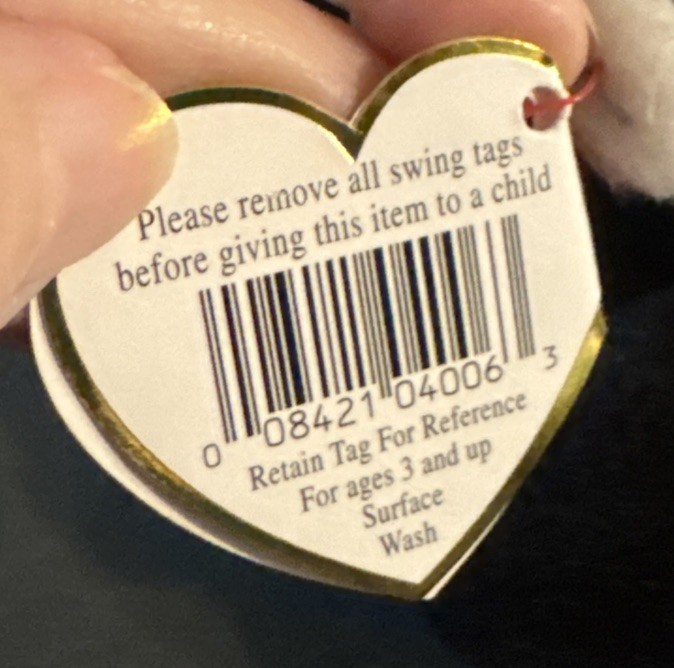 Please remove all swing tags
before giving this item to a child
0 08421 04006 3
Retain Tag For Reference
For ages 3 and up
Surface
Wash